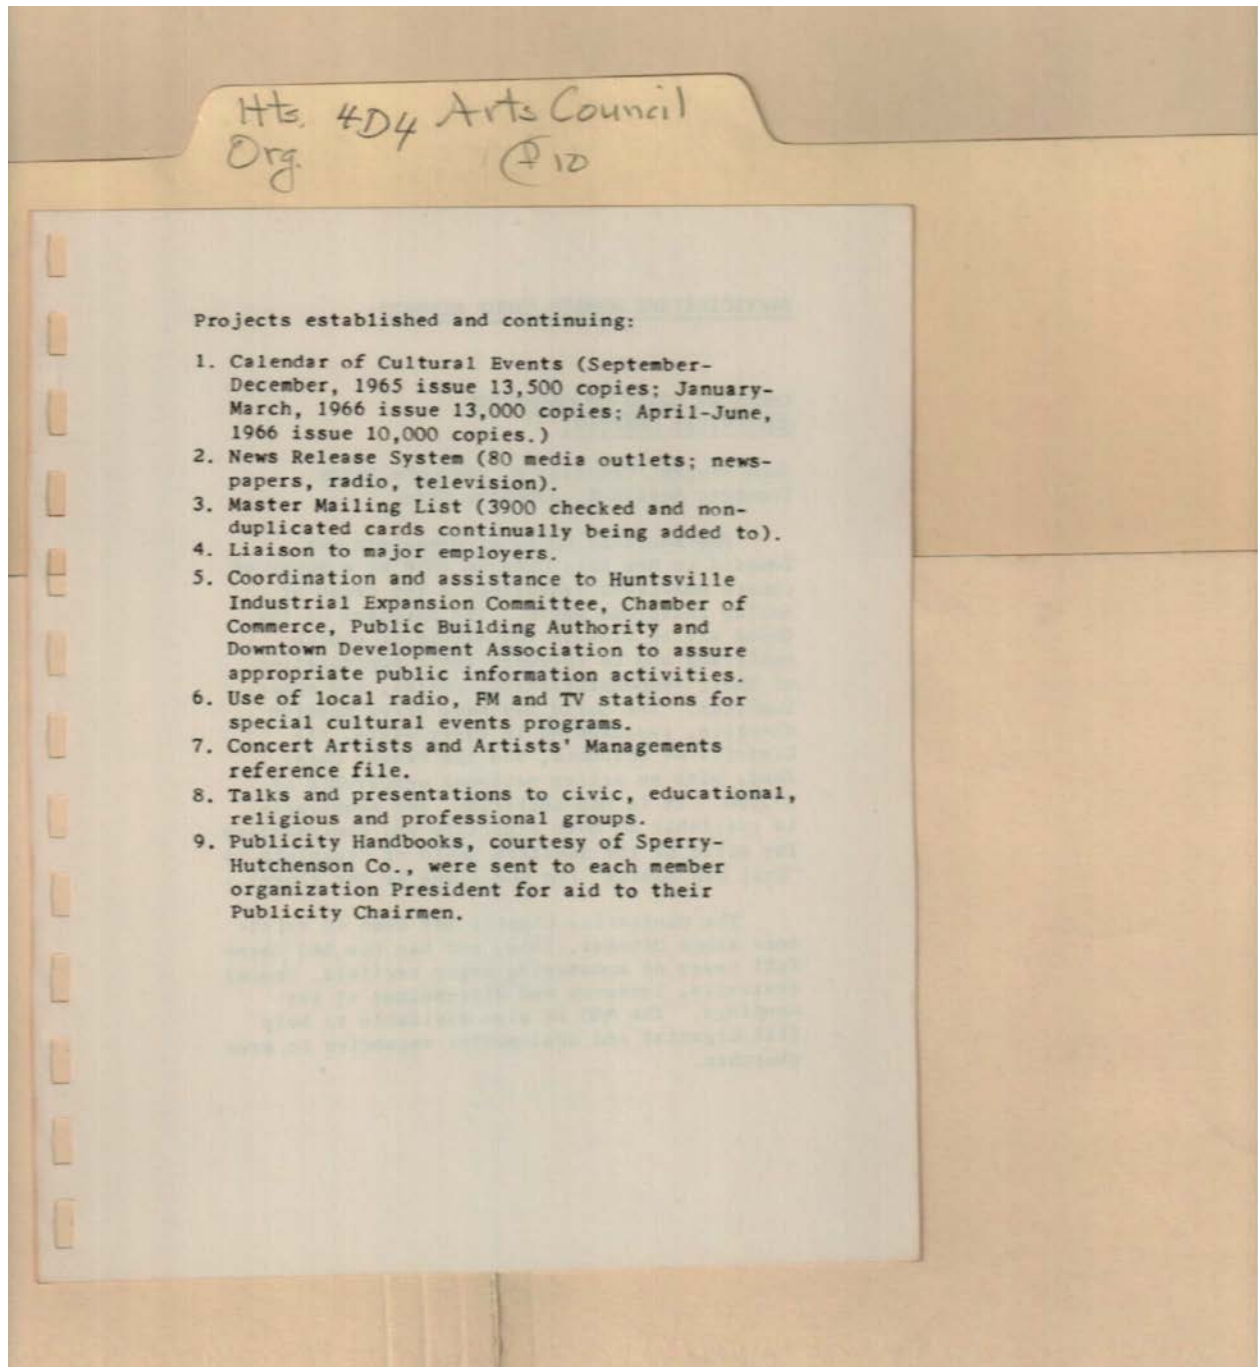 Hts. 4D4 Arts Council
Org. P10
Projects established and continuing:
1. Calendar of Cultural Events (September-
December, 1965 issue 13,500 copies; January-
March, 1966 issue 13,000 copies; April-June,
1966 issue 10,000 copies.)
2. News Release System (80 media outlets; news-
papers, radio, television).
3. Master Mailing List (3900 checked and non-
duplicated cards continually being added to).
4. Liaison to major employers.
5. Coordination and assistance to Huntsville
Industrial Expansion Committee, Chamber of
Commerce, Public Building Authority and
Downtown Development Association to assure
appropriate public information activities.
6. Use of local radio, FM and TV stations for
special cultural events programs.
7. Concert Artists and Artists' Managements
reference file.
8. Talks and presentations to civic, educational,
religious and professional groups.
9. Publicity Handbooks, courtesy of Sperry-
Hutchenson Co., were sent to each member
organization President for aid to their
Publicity Chairmen.